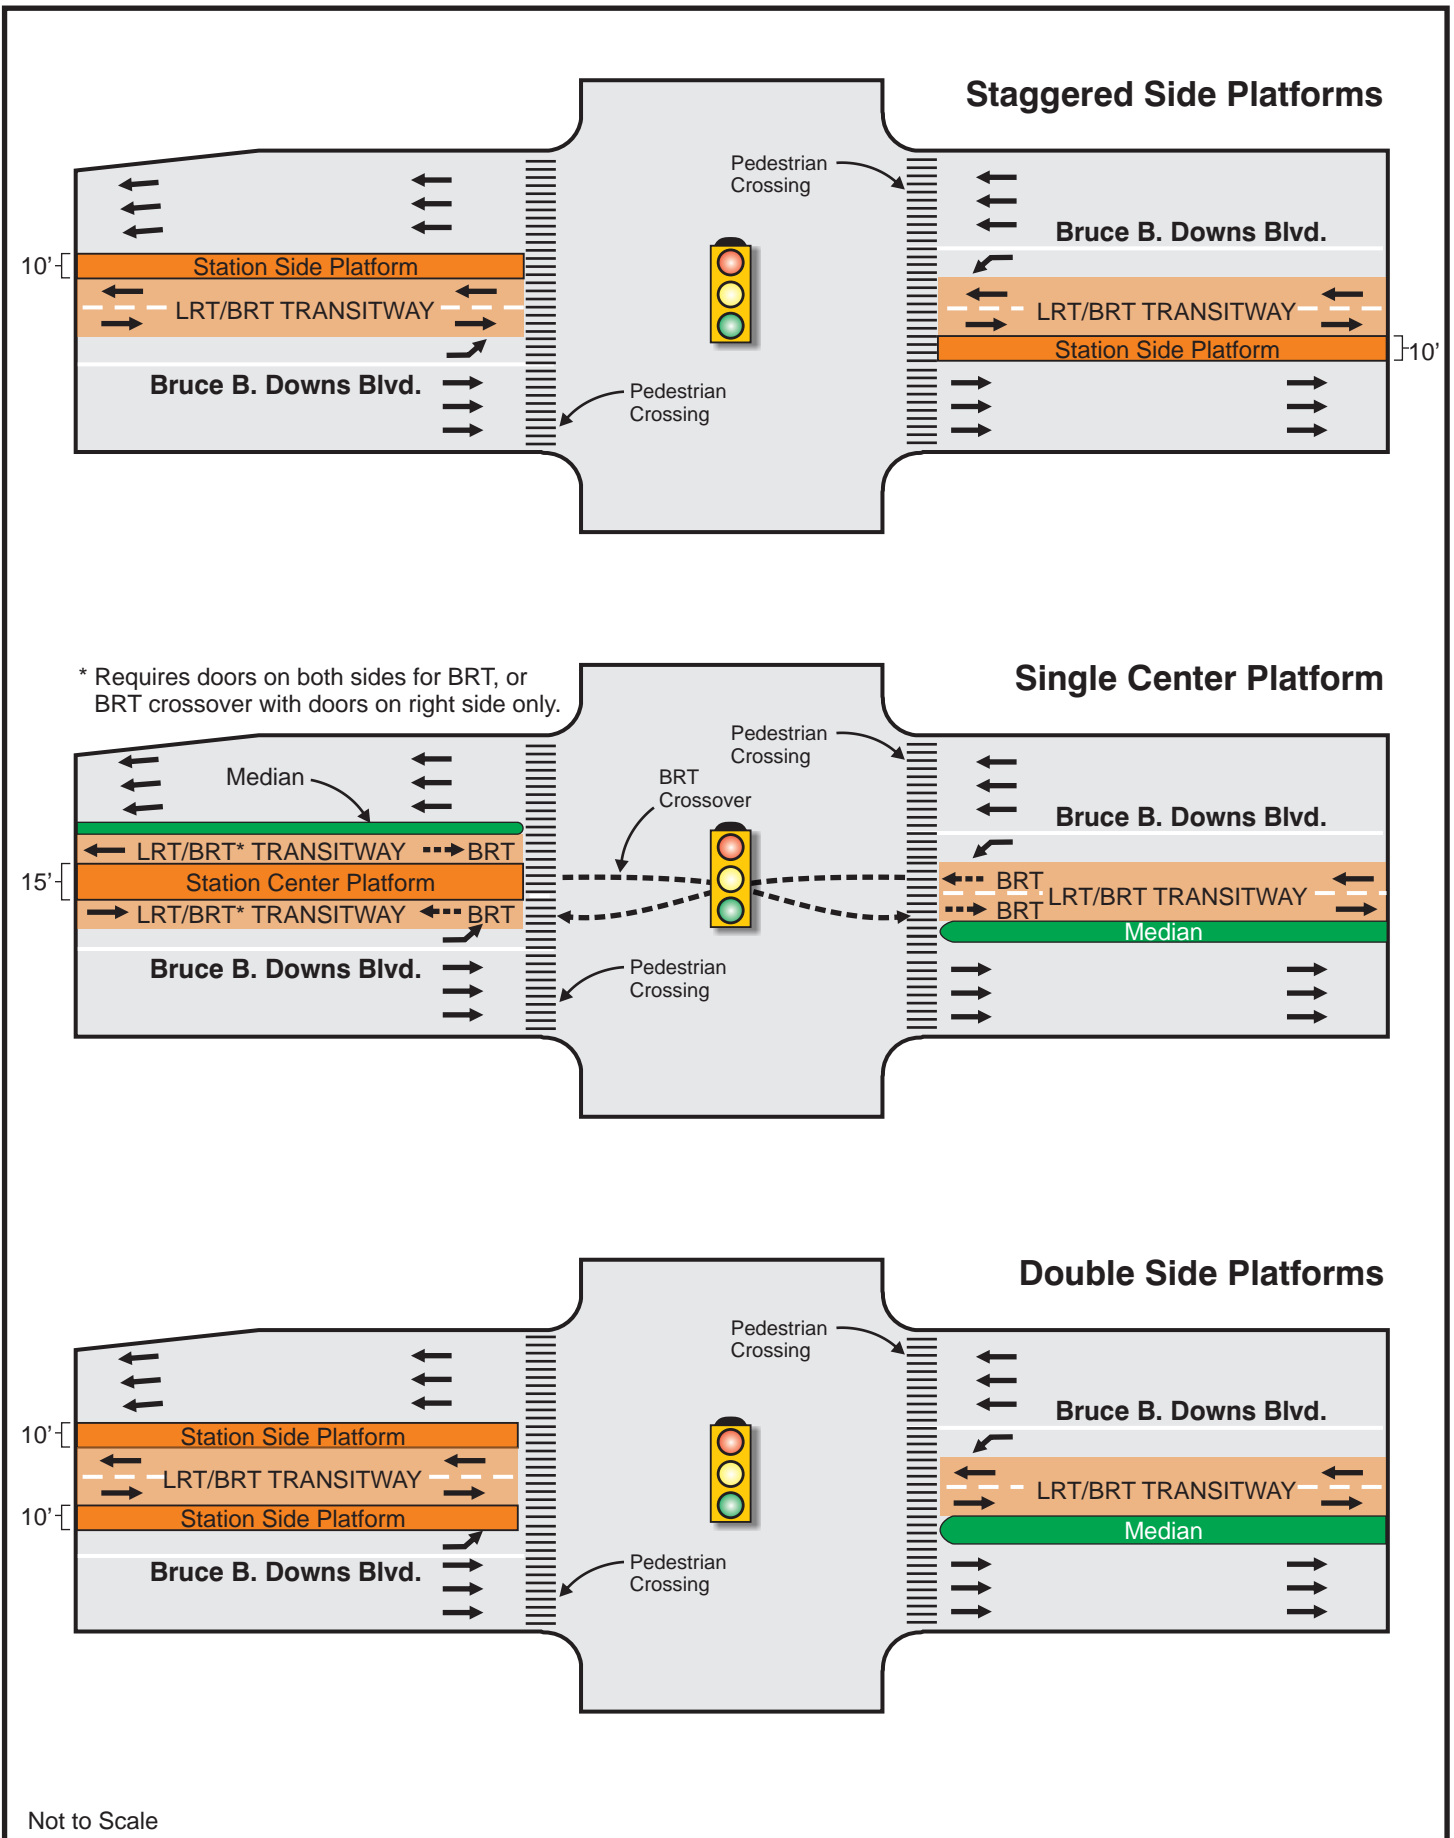 Staggered Side Platforms
Pedestrian
Crossing
Bruce B. Downs Blvd.
10'
Station Side Platform
LRT/BRT TRANSITWAY
LRT/BRT TRANSITWAY
Station Side Platform
10'
Bruce B. Downs Blvd.
Pedestrian
Crossing
* Requires doors on both sides for BRT, or
BRT crossover with doors on right side only.
Single Center Platform
Pedestrian
Crossing
Median
BRT
Crossover
Bruce B. Downs Blvd.
LRT/BRT* TRANSITWAY
BRT
15'
Station Center Platform
BRT
LRT/BRT TRANSITWAY
BRT
LRT/BRT* TRANSITWAY
BRT
Median
Bruce B. Downs Blvd.
Pedestrian
Crossing
Double Side Platforms
Pedestrian
Crossing
Bruce B. Downs Blvd.
10'
Station Side Platform
LRT/BRT TRANSITWAY
LRT/BRT TRANSITWAY
10'
Station Side Platform
Median
Bruce B. Downs Blvd.
Pedestrian
Crossing
Not to Scale